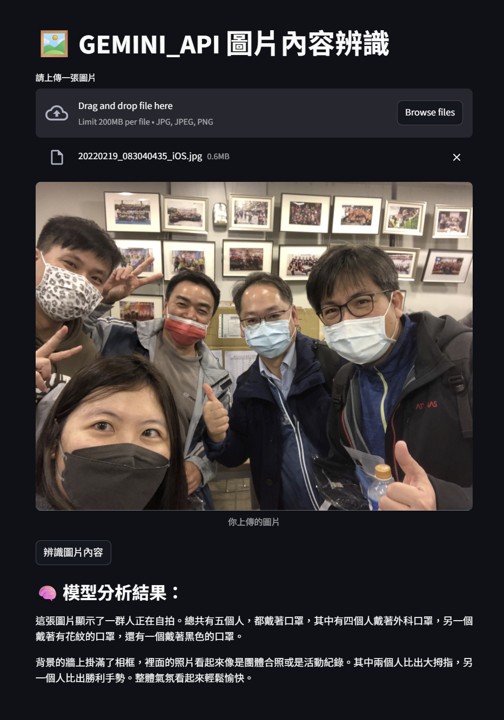 GEMINI_API 圖片內容辨識
請上傳一張圖片
Drag and drop file here
Limit 200MB per file • JPG, JPEG, PNG
Browse files
20220219_083040435_iOS.jpg 0.6MB
你上傳的圖片
辨識圖片內容
模型分析結果：
這張圖片顯示了一群人正在自拍。總共有五個人，都戴著口罩，其中有四個人戴著外科口罩，另一個
戴著有花紋的口罩，還有一個戴著黑色的口罩。
背景的牆上掛滿了相框，裡面的照片看起來像是團體合照或是活動紀錄。其中兩個人比出大拇指，另
一個人比出勝利手勢。整體氣氛看起來輕鬆愉快。